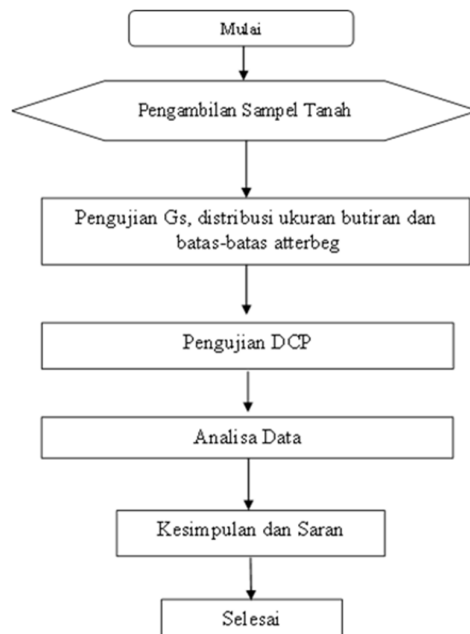 Mulai
Pengambilan Sampel Tanah
Pengujian Gs, distribusi ukuran butiran dan
batas-batas atterbeg
Pengujian DCP
Analisa Data
Kesimpulan dan Saran
Selesai